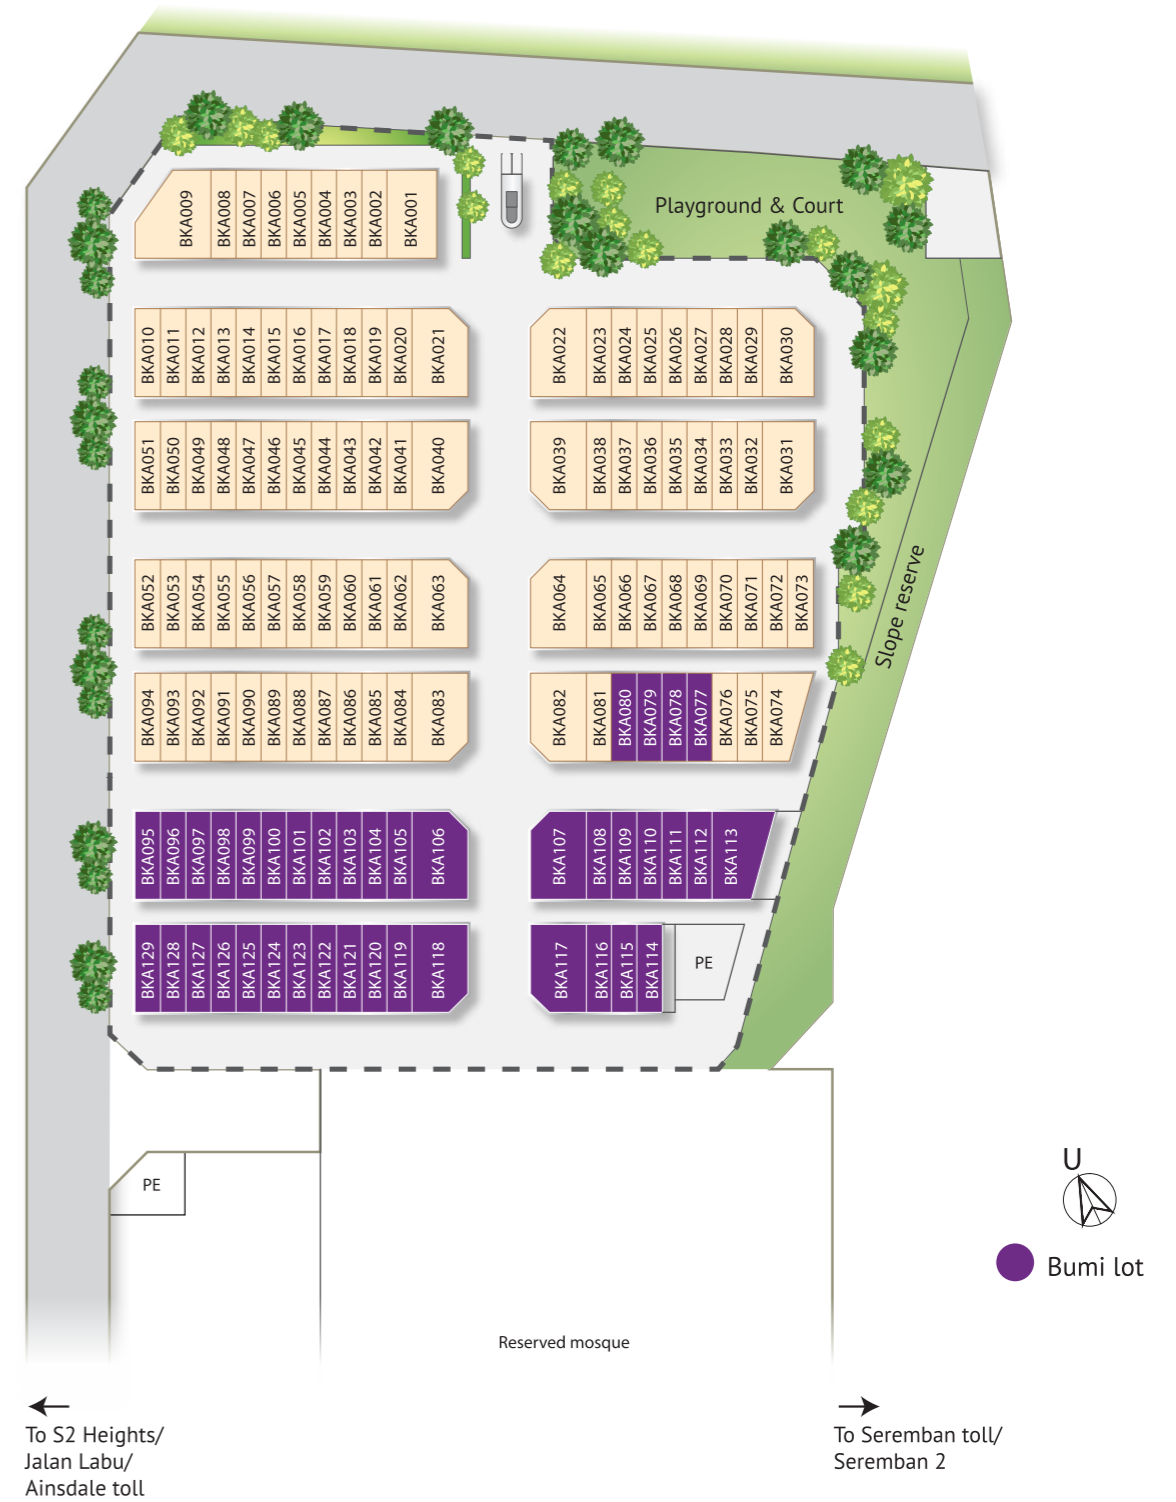 BKA009 BKA008 BKA007 BKA006 BKA005 BKA004 BKA003 BKA002 BKA001
Playground & Court
BKA010 BKA011 BKA012 BKA013 BKA014 BKA015 BKA016 BKA017 BKA018 BKA019 BKA020 BKA021
BKA022 BKA023 BKA024 BKA025 BKA026 BKA027 BKA028 BKA029 BKA030
BKA051 BKA050 BKA049 BKA048 BKA047 BKA046 BKA045 BKA044 BKA043 BKA042 BKA041 BKA040
BKA039 BKA038 BKA037 BKA036 BKA035 BKA034 BKA033 BKA032 BKA031
BKA052 BKA053 BKA054 BKA055 BKA056 BKA057 BKA058 BKA059 BKA060 BKA061 BKA062 BKA063
BKA064 BKA065 BKA066 BKA067 BKA068 BKA069 BKA070 BKA071 BKA072 BKA073
Slope reserve
BKA094 BKA093 BKA092 BKA091 BKA090 BKA089 BKA088 BKA087 BKA086 BKA085 BKA084 BKA083
BKA082 BKA081 BKA080 BKA079 BKA078 BKA077 BKA076 BKA075 BKA074
BKA095 BKA096 BKA097 BKA098 BKA099 BKA100 BKA101 BKA102 BKA103 BKA104 BKA105 BKA106
BKA107 BKA108 BKA109 BKA110 BKA111 BKA112 BKA113
BKA129 BKA128 BKA127 BKA126 BKA125 BKA124 BKA123 BKA122 BKA121 BKA120 BKA119 BKA118
BKA117 BKA116 BKA115 BKA114
PE
U
PE
Bumi lot
Reserved mosque
To S2 Heights/
Jalan Labu/
Ainsdale toll
To Seremban toll/
Seremban 2